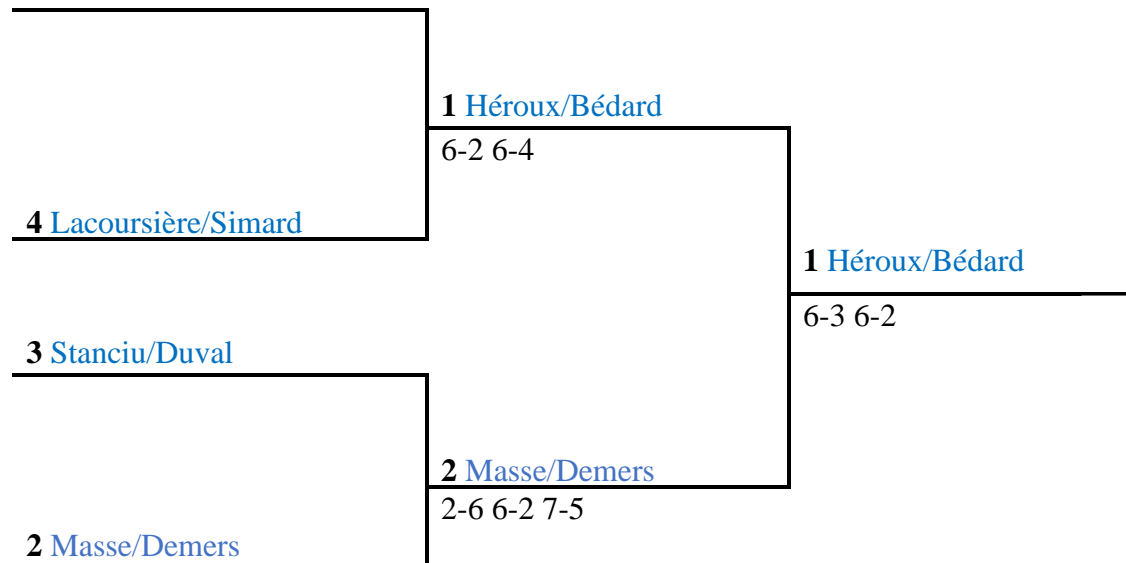 1 Héroux/Bédard
6-2 6-4
4 Lacoursière/Simard
1 Héroux/Bédard
6-3 6-2
3 Stanciu/Duval
2 Masse/Demers
2-6 6-2 7-5
2 Masse/Demers